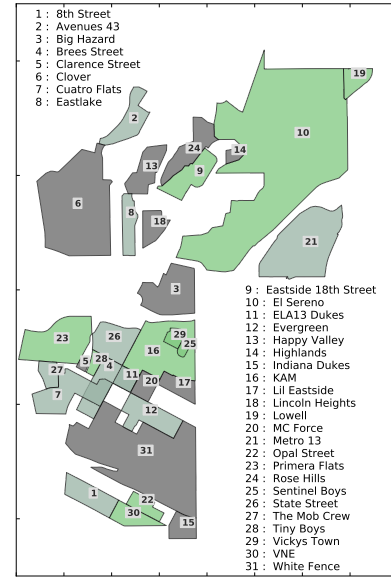 1 : 8th Street
2 : Avenues 43
3 : Big Hazard
4 : Brees Street
5 : Clarence Street
6 : Clover
7 : Cuatro Flats
8 : Eastlake
19
10
2
24
14
13
9
6
8
18
21
3
9 : Eastside 18th Street
10 : El Sereno
11 : ELA13 Dukes
12 : Evergreen
13 : Happy Valley
14 : Highlands
15 : Indiana Dukes
16 : KAM
17 : Lil Eastside
18 : Lincoln Heights
19 : Lowell
20 : MC Force
21 : Metro 13
22 : Opal Street
23 : Primera Flats
24 : Rose Hills
25 : Sentinel Boys
26 : State Street
27 : The Mob Crew
28 : Tiny Boys
29 : Vickys Town
30 : VNE
31 : White Fence
23
26
29
25
16
28
5
4
27
11
20
17
7
12
31
1
22
30
15